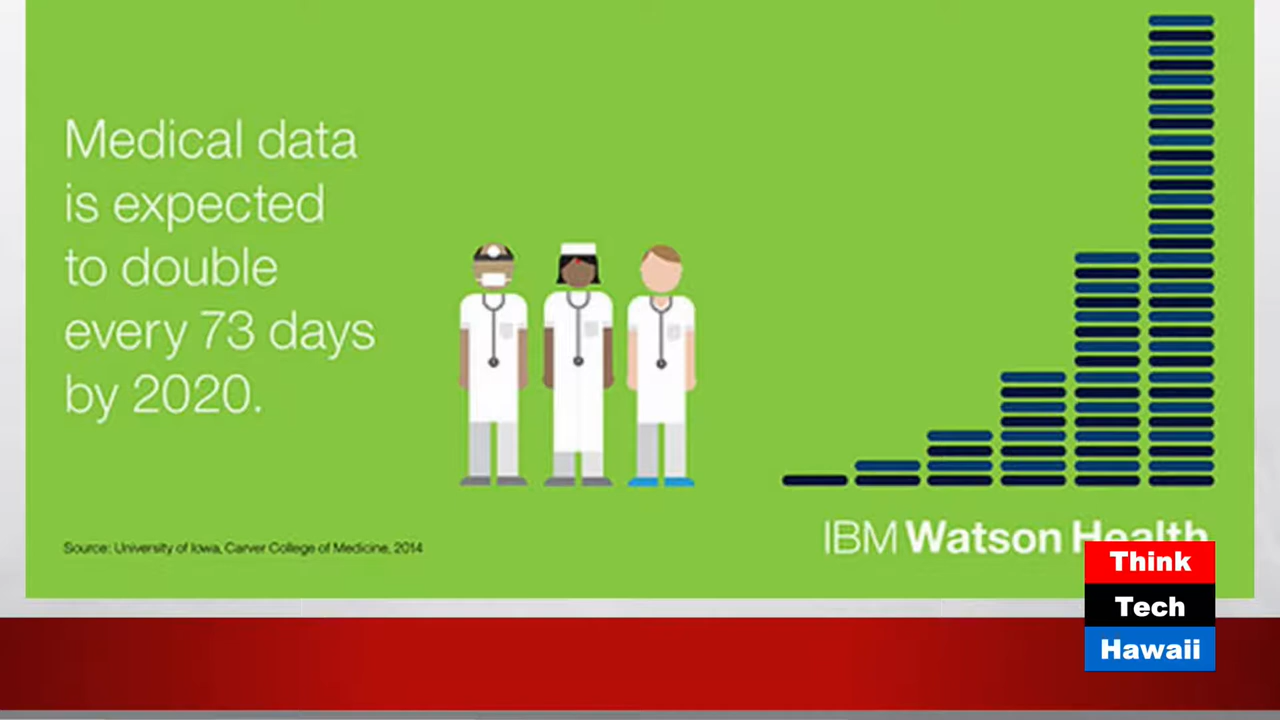 Medical data
is expected
to double
every 73 days
by 2020.
Source: University of Iowa, Carver College of Medicine, 2014
IBM Watson Health
Think
Tech
Hawaii